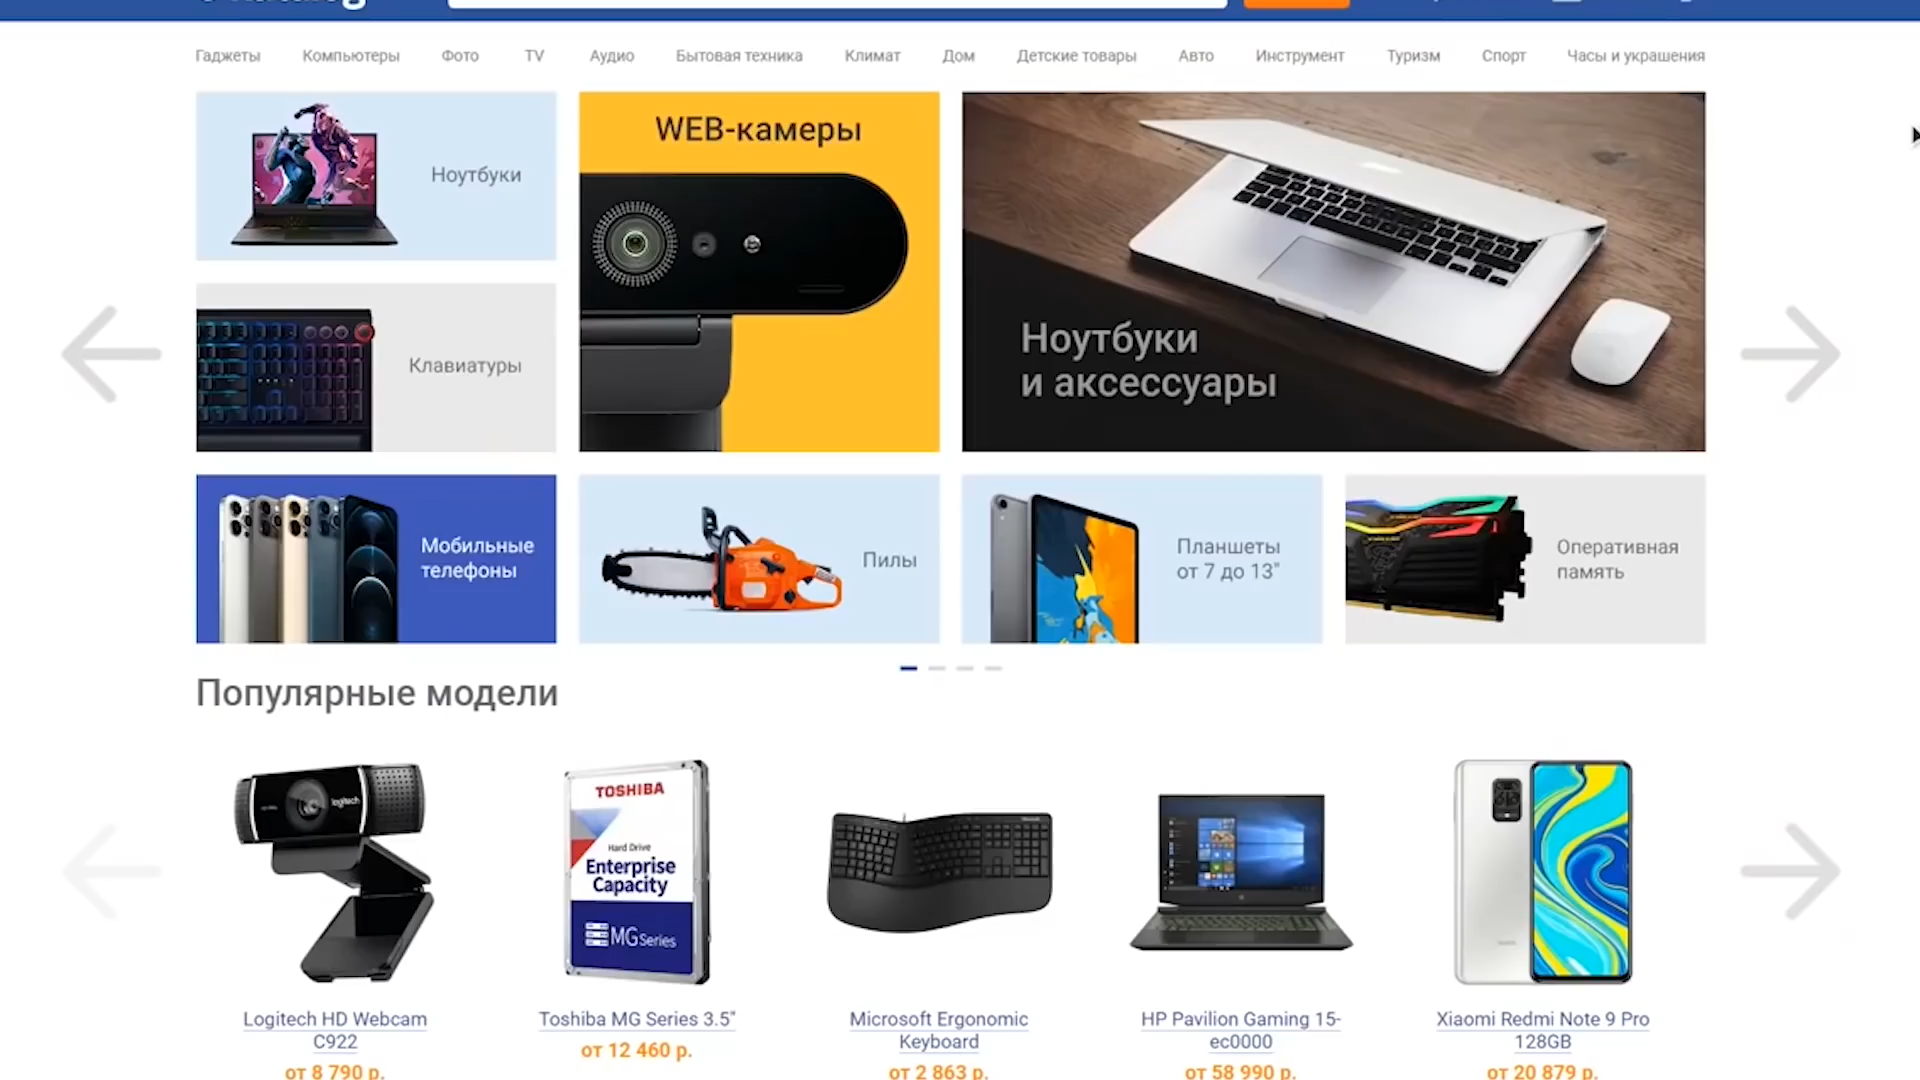 Гаджеты Компьютеры Фото TV Аудио Бытовая техника Климат Дом Детские товары Авто Инструмент Туризм Спорт Часы и украшения
Ноутбуки
WEB-камеры
Ноутбуки
и аксессуары
Клавиатуры
Мобильные
телефоны
Пилы
Планшеты
от 7 до 13"
Оперативная
память
Популярные модели
logitech
TOSHIBA
Hard Drive
Enterprise
Capacity
MG Series
Logitech HD Webcam
C922
от 8 790 р.
Toshiba MG Series 3.5"
от 12 460 р.
Microsoft Ergonomic
Keyboard
от 2 863 р.
HP Pavilion Gaming 15-
ec0000
от 58 990 р.
Xiaomi Redmi Note 9 Pro
128GB
от 20 879 р.